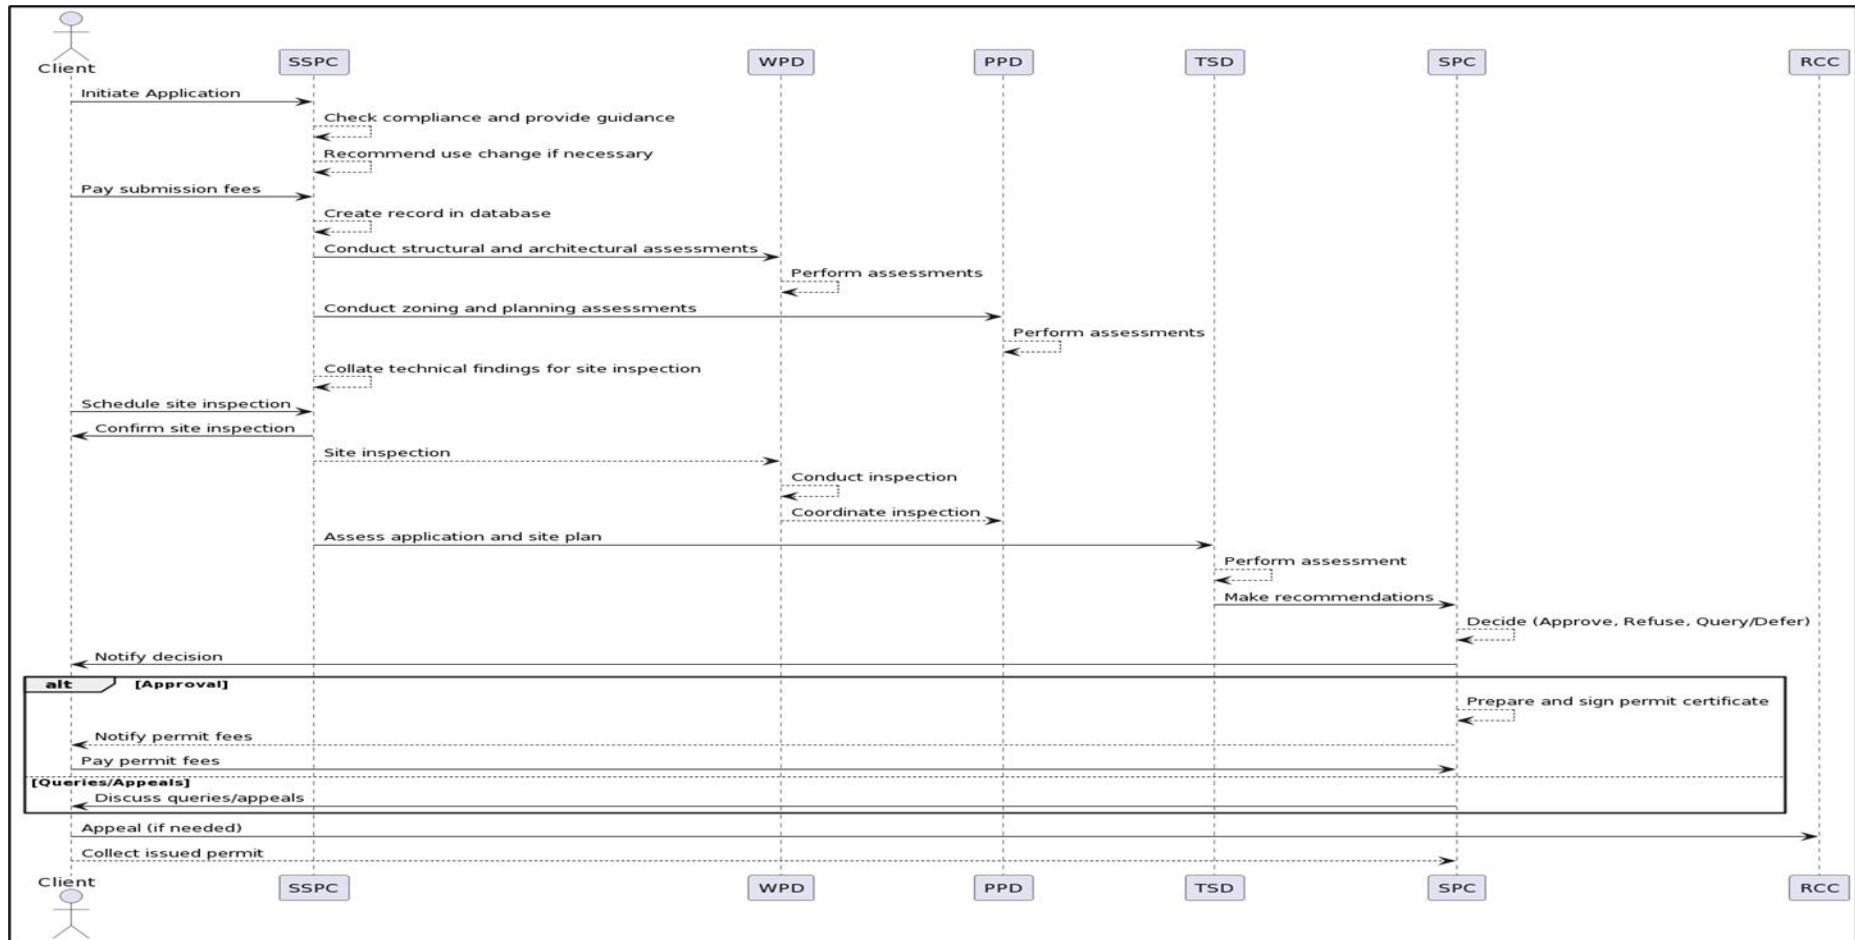 Client
SSPC
WPD
PPD
TSD
SPC
RCC
Initiate Application
Check compliance and provide guidance
Recommend use change if necessary
Pay submission fees
Create record in database
Conduct structural and architectural assessments
Perform assessments
Conduct zoning and planning assessments
Perform assessments
Collate technical findings for site inspection
Schedule site inspection
Confirm site inspection
Site inspection
Conduct inspection
Coordinate inspection
Assess application and site plan
Perform assessment
Make recommendations
Decide (Approve, Refuse, Query/Defer)
Notify decision
alt [Approval]
Prepare and sign permit certificate
Notify permit fees
Pay permit fees
[Queries/Appeals]
Discuss queries/appeals
Appeal (if needed)
Collect issued permit
Client
SSPC
WPD
PPD
TSD
SPC
RCC